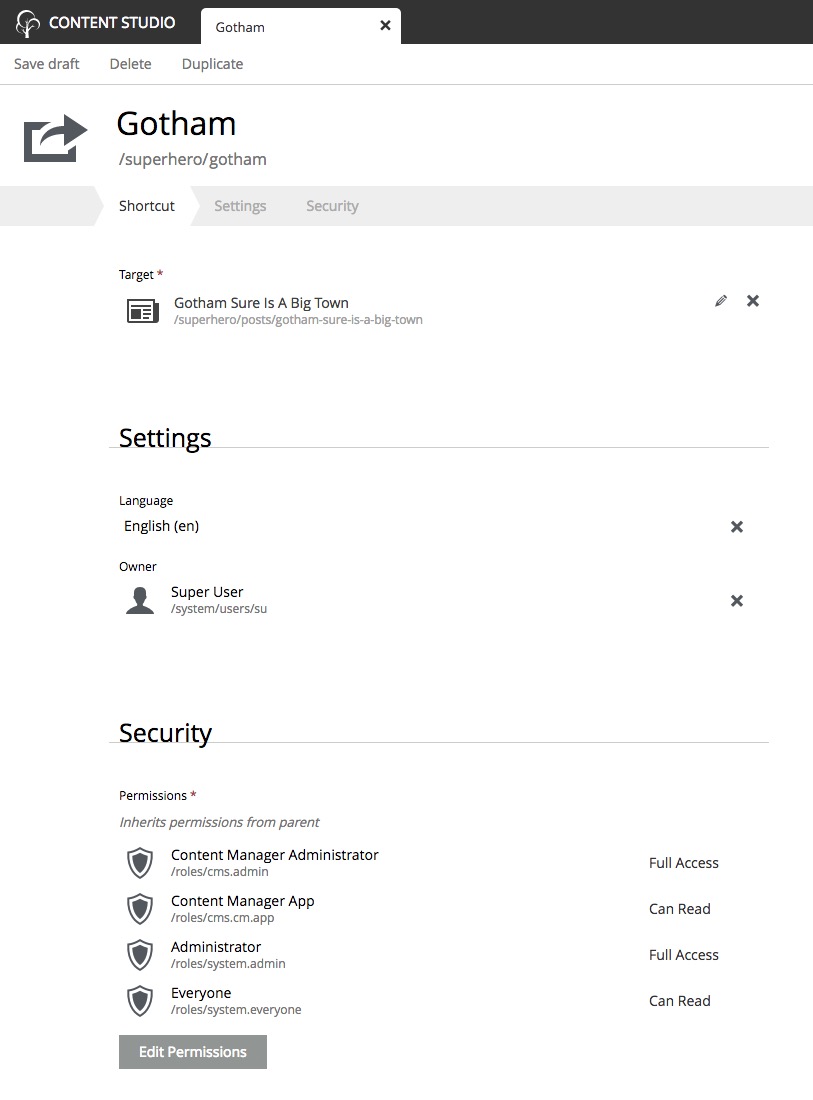 CONTENT STUDIO
Gotham
Save draft Delete Duplicate
Gotham
/superhero/gotham
Shortcut Settings Security
Target *
Gotham Sure Is A Big Town
/superhero/posts/gotham-sure-is-a-big-town
Settings
Language
English (en)
Owner
Super User
/system/users/su
Security
Permissions *
Inherits permissions from parent
Content Manager Administrator
/roles/cms.admin
Full Access
Content Manager App
/roles/cms.cm.app
Can Read
Administrator
/roles/system.admin
Full Access
Everyone
/roles/system.everyone
Can Read
Edit Permissions